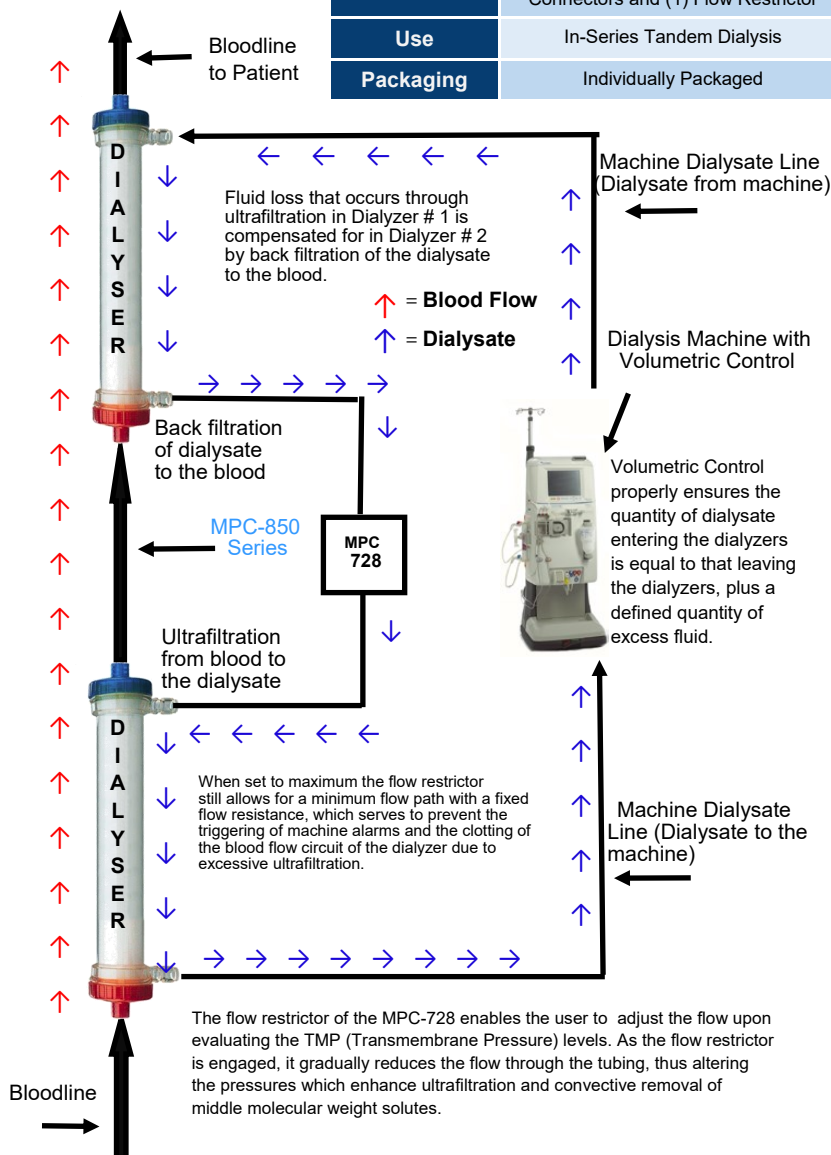 Connectors and (1) Flow Restrictor
Use
In-Series Tandem Dialysis
Packaging
Individually Packaged
Bloodline
to Patient
DIALYSER
Machine Dialysate Line
(Dialysate from machine)
Fluid loss that occurs through
ultrafiltration in Dialyzer # 1 is
compensated for in Dialyzer # 2
by back filtration of the dialysate
to the blood.
↑ = Blood Flow
↑ = Dialysate
Dialysis Machine with
Volumetric Control
Back filtration
of dialysate
to the blood
MPC-850
Series
MPC
728
Volumetric Control
properly ensures the
quantity of dialysate
entering the dialyzers
is equal to that leaving
the dialyzers, plus a
defined quantity of
excess fluid.
Ultrafiltration
from blood to
the dialysate
DIALYSER
When set to maximum the flow restrictor
still allows for a minimum flow path with a fixed
flow resistance, which serves to prevent the
triggering of machine alarms and the clotting of
the blood flow circuit of the dialyzer due to
excessive ultrafiltration.
Machine Dialysate
Line (Dialysate to the
machine)
The flow restrictor of the MPC-728 enables the user to adjust the flow upon
evaluating the TMP (Transmembrane Pressure) levels. As the flow restrictor
is engaged, it gradually reduces the flow through the tubing, thus altering
the pressures which enhance ultrafiltration and convective removal of
middle molecular weight solutes.
Bloodline